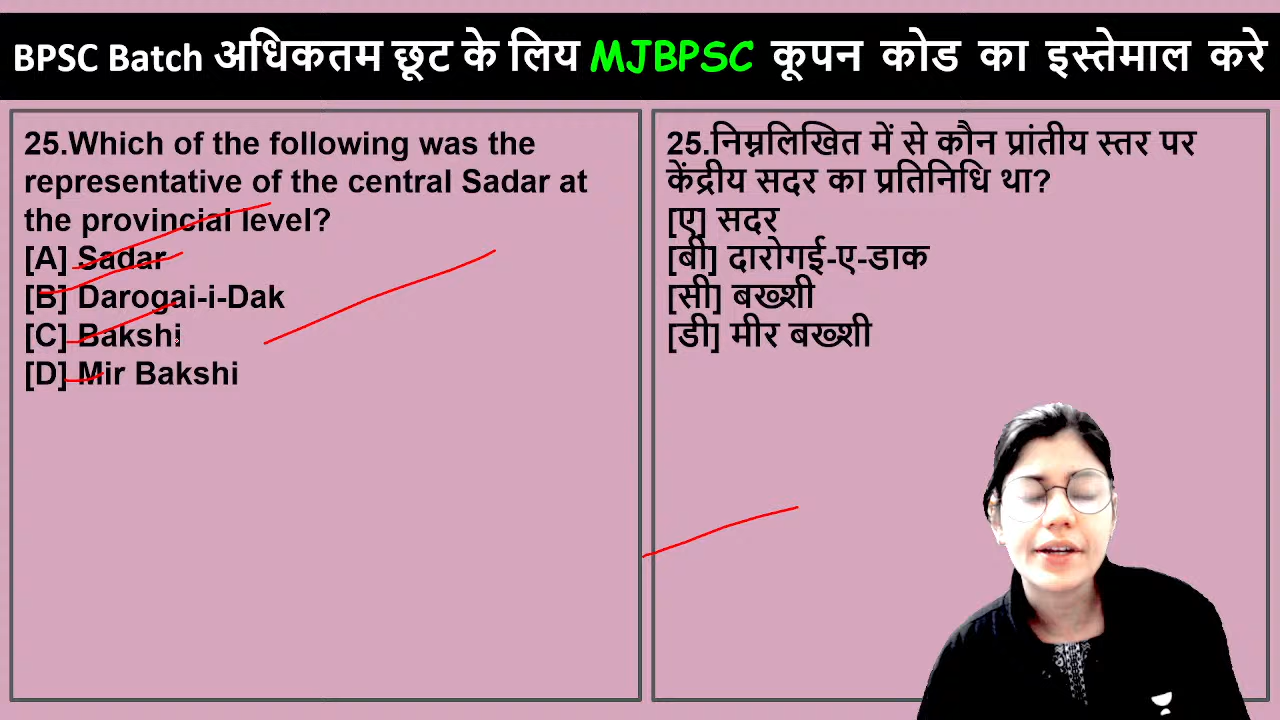 BPSC Batch अधिकतम छूट के लिय MJBPSC कूपन कोड का इस्तेमाल करे
25.Which of the following was the
representative of the central Sadar at
the provincial level?
[A] Sadar
[B] Darogai-i-Dak
[C] Bakshi
[D] Mir Bakshi
25.निम्नलिखित में से कौन प्रांतीय स्तर पर
केंद्रीय सदर का प्रतिनिधि था?
[ए] सदर
[बी] दारोगई-ए-डाक
[सी] बख्शी
[डी] मीर बख्शी